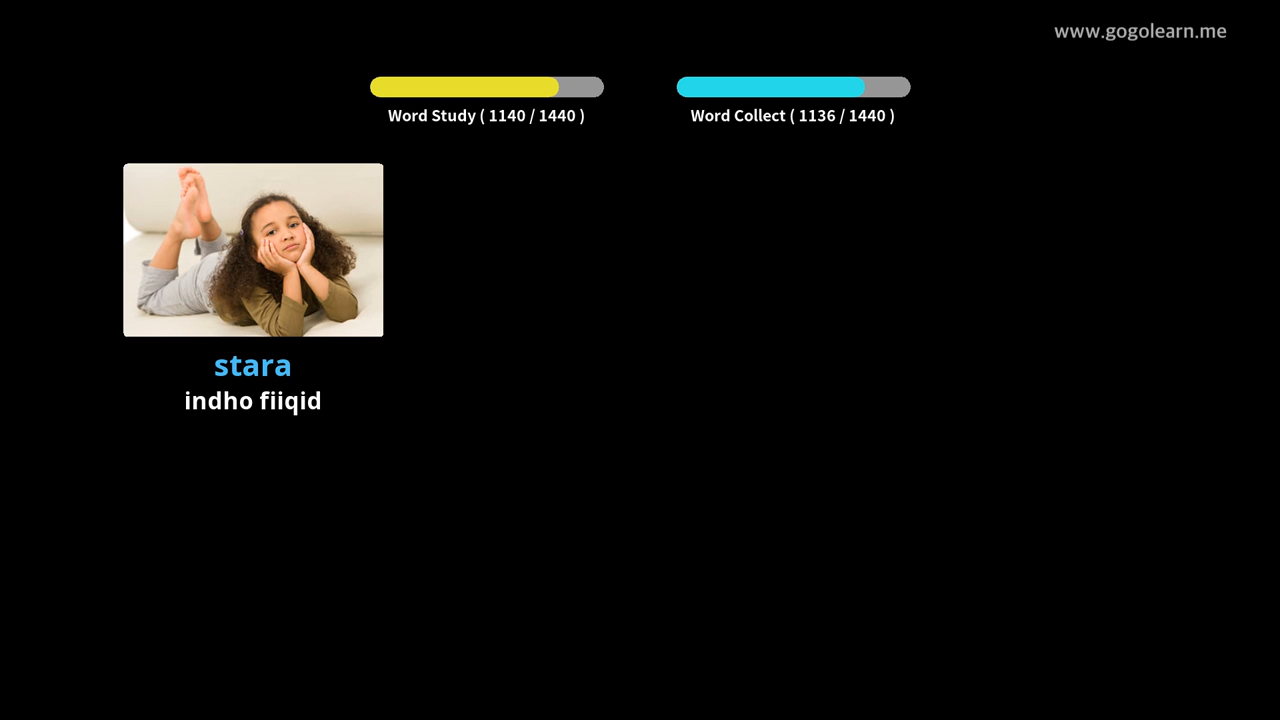 www.gogolearn.me
Word Study ( 1140 / 1440 )
Word Collect ( 1136 / 1440 )
stara
indho fiiqid